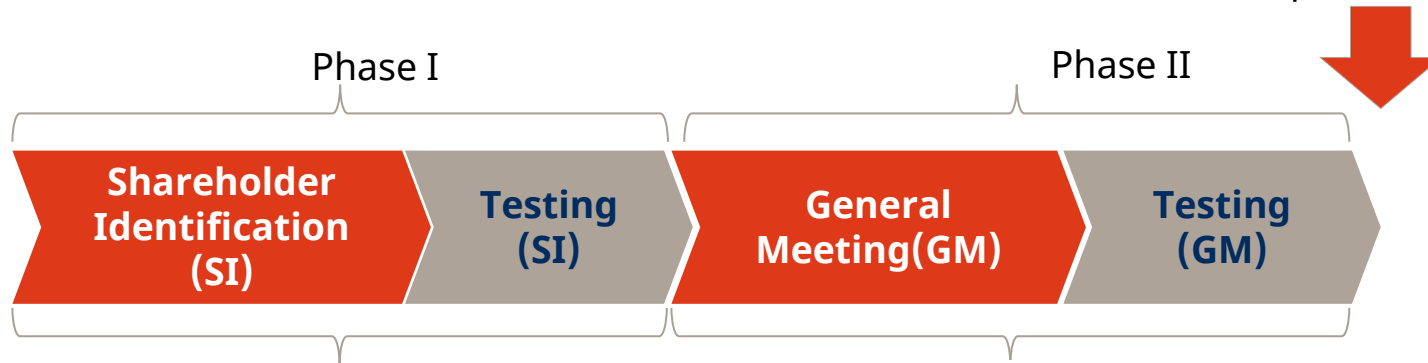 Phase I
Phase II
Shareholder
Identification
(SI)
Testing
(SI)
General
Meeting(GM)
Testing
(GM)